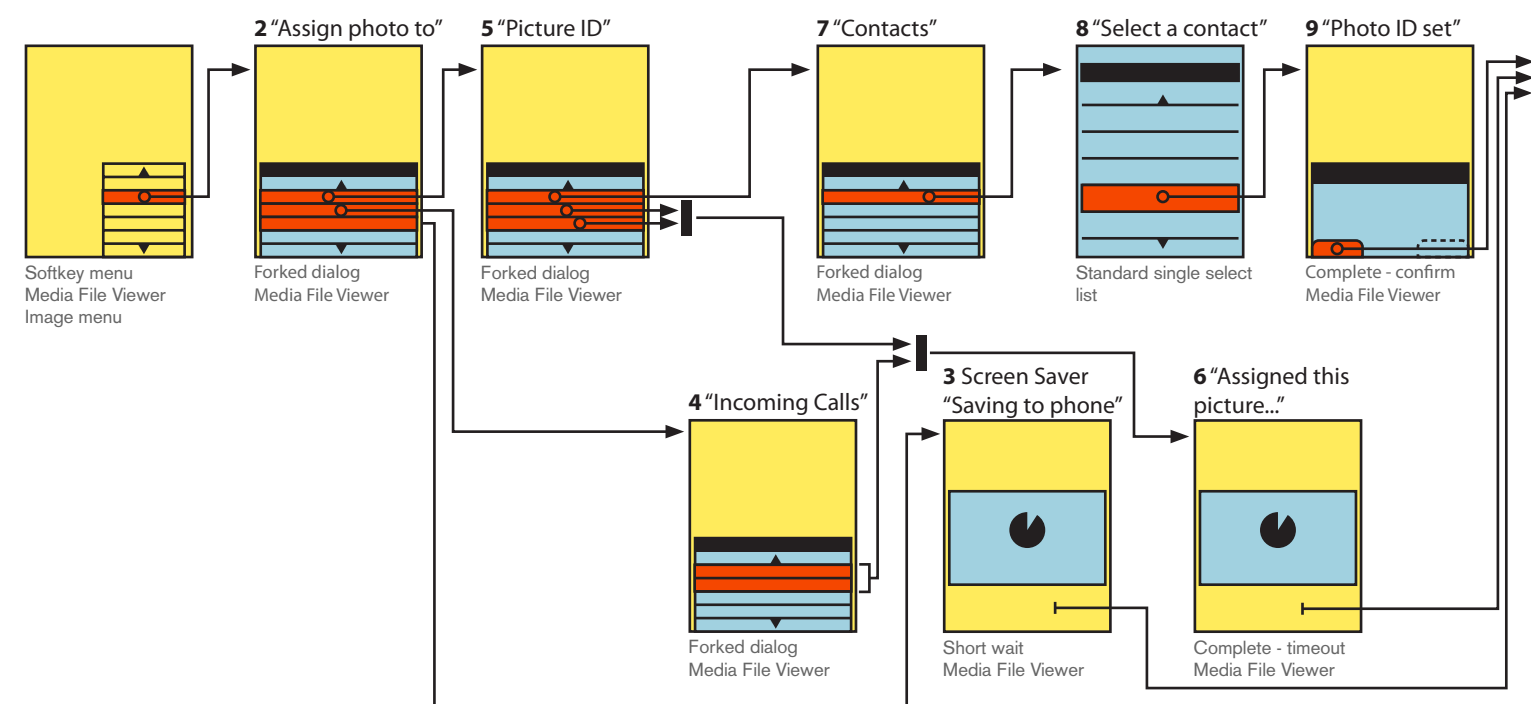 2 “Assign photo to”
5 “Picture ID”
7 “Contacts”
8 “Select a contact”
9 “Photo ID set”
Softkey menu
Media File Viewer
Image menu
Forked dialog
Media File Viewer
Forked dialog
Media File Viewer
Forked dialog
Media File Viewer
Standard single select
list
Complete - confirm
Media File Viewer
4 “Incoming Calls”
3 Screen Saver
“Saving to phone”
6 “Assigned this
picture...”
Forked dialog
Media File Viewer
Short wait
Media File Viewer
Complete - timeout
Media File Viewer